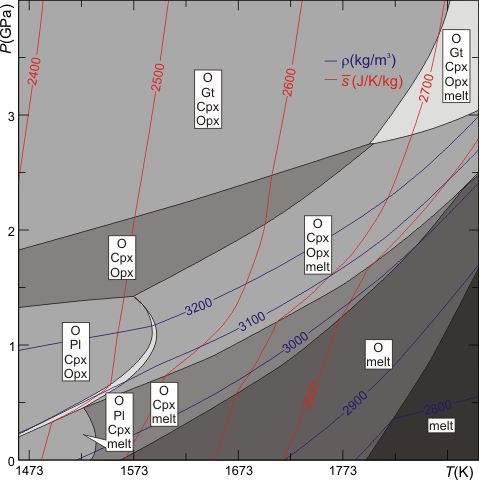 P(GPa)
2400
2500
2600
2700
O
Gt
Cpx
Opx
melt
ρ(kg/m³)
s̅(J/K/kg)
O
Gt
Cpx
Opx
3
O
Cpx
Opx
melt
2
O
Cpx
Opx
3200
3100
3000
O
Pl
Cpx
Opx
1
O
melt
O
Cpx
melt
O
Pl
Cpx
melt
2900
2800
melt
0
1473
1573
1673
1773
T(K)